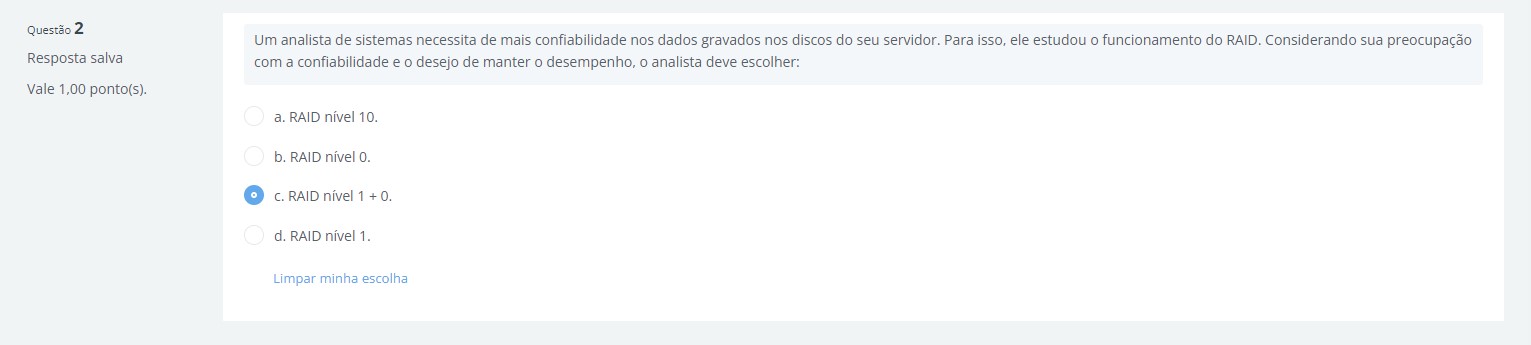 Questão 2
Resposta salva
Vale 1,00 ponto(s).
Um analista de sistemas necessita de mais confiabilidade nos dados gravados nos discos do seu servidor. Para isso, ele estudou o funcionamento do RAID. Considerando sua preocupação
com a confiabilidade e o desejo de manter o desempenho, o analista deve escolher:
a. RAID nível 10.
b. RAID nível 0.
c. RAID nível 1 + 0.
d. RAID nível 1.
Limpar minha escolha